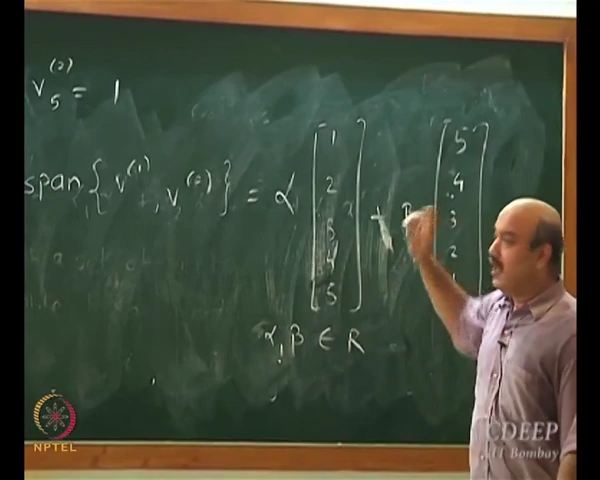 v₅⁽²⁾ = 1
span { v⁽¹⁾, v⁽²⁾ } = α [ 1 2 3 4 5 ] + β [ 5 4 3 2 1 ]
α, β ∈ R
NPTEL
CDEEP
IIT Bombay